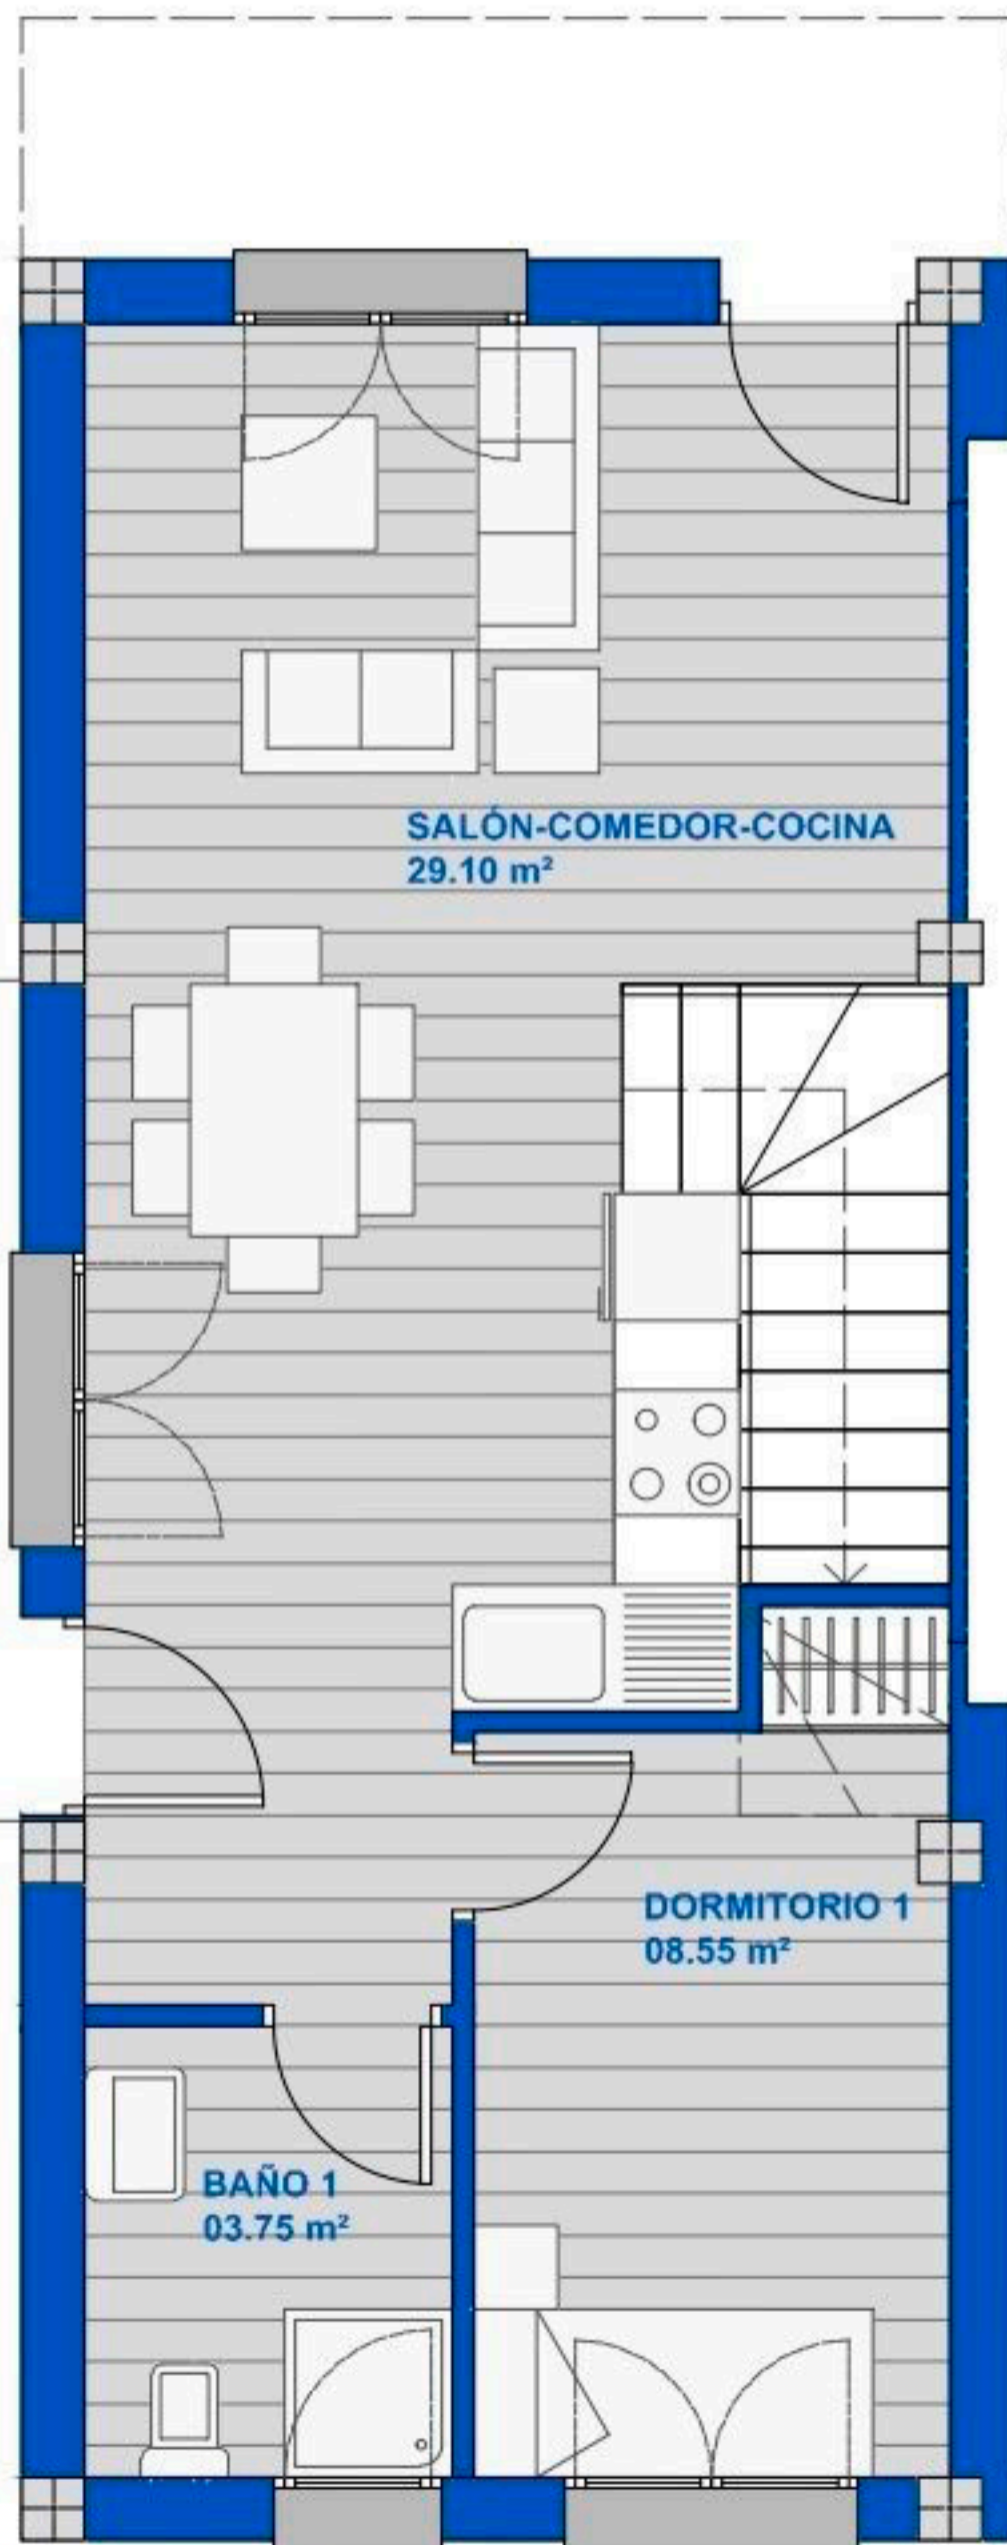 SALÓN-COMEDOR-COCINA
29.10 m²
DORMITORIO 1
08.55 m²
BAÑO 1
03.75 m²